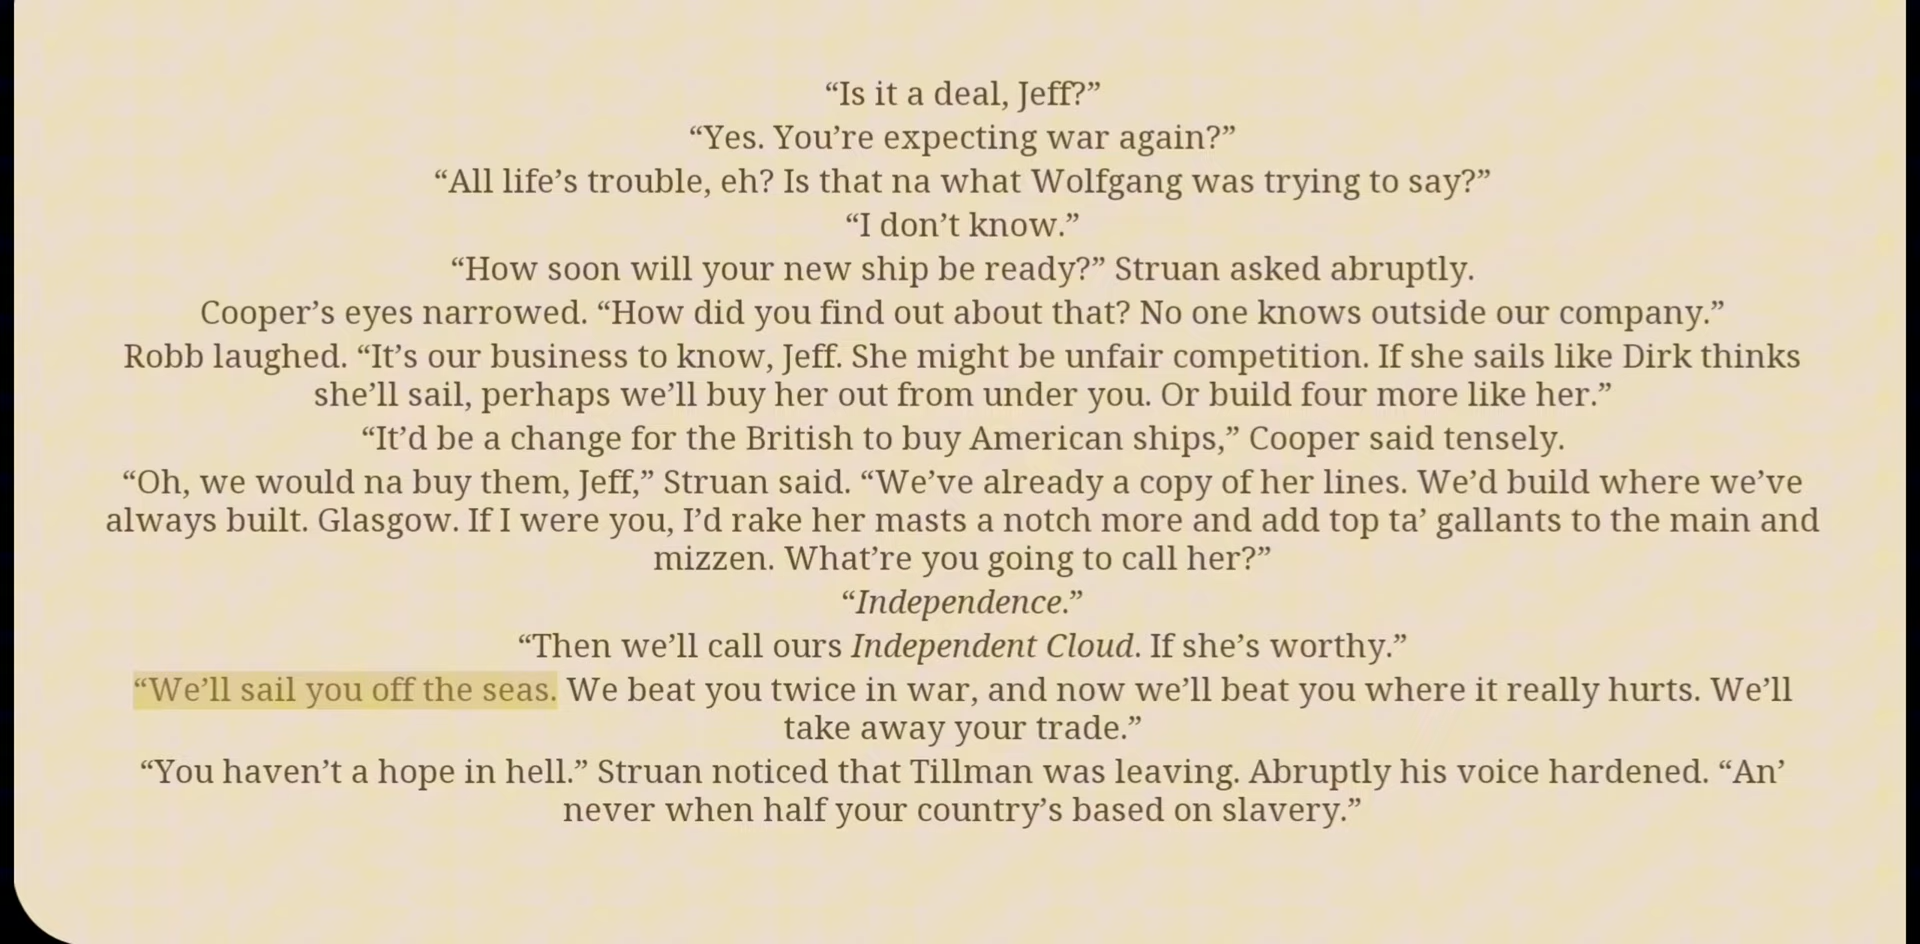 “Is it a deal, Jeff?”
“Yes. You’re expecting war again?”
“All life’s trouble, eh? Is that na what Wolfgang was trying to say?”
“I don’t know.”
“How soon will your new ship be ready?” Struan asked abruptly.
Cooper’s eyes narrowed. “How did you find out about that? No one knows outside our company.”
Robb laughed. “It’s our business to know, Jeff. She might be unfair competition. If she sails like Dirk thinks
she’ll sail, perhaps we’ll buy her out from under you. Or build four more like her.”
“It’d be a change for the British to buy American ships,” Cooper said tensely.
“Oh, we would na buy them, Jeff,” Struan said. “We’ve already a copy of her lines. We’d build where we’ve
always built. Glasgow. If I were you, I’d rake her masts a notch more and add top ta’ gallants to the main and
mizzen. What’re you going to call her?”
“Independence.”
“Then we’ll call ours Independent Cloud. If she’s worthy.”
“We’ll sail you off the seas. We beat you twice in war, and now we’ll beat you where it really hurts. We’ll
take away your trade.”
“You haven’t a hope in hell.” Struan noticed that Tillman was leaving. Abruptly his voice hardened. “An’
never when half your country’s based on slavery.”